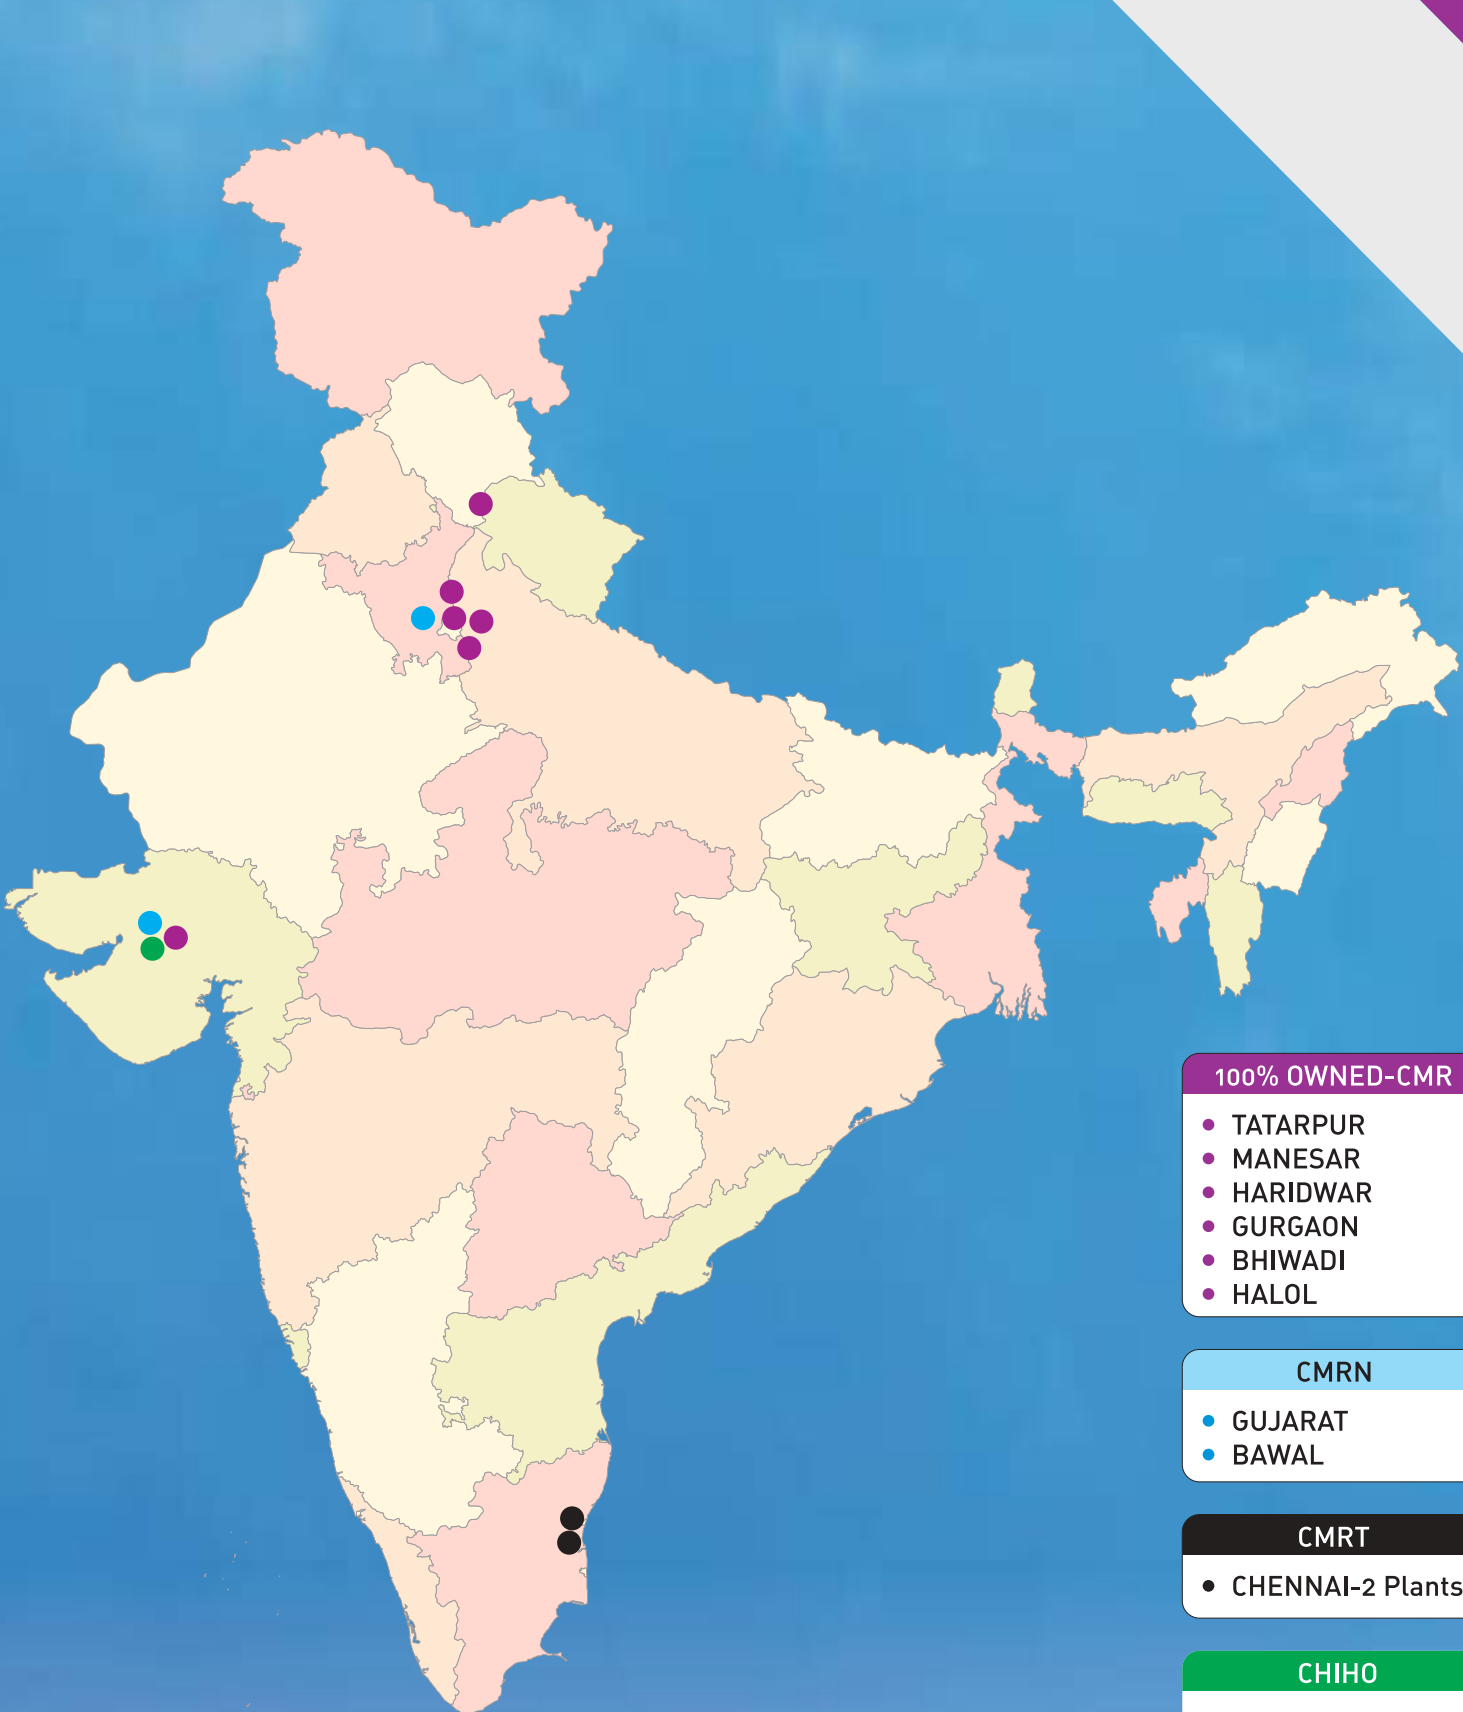 100% OWNED-CMR
TATARPUR
MANESAR
HARIDWAR
GURGAON
BHIWADI
HALOL
CMRN
GUJARAT
BAWAL
CMRT
CHENNAI-2 Plants
CHIHO